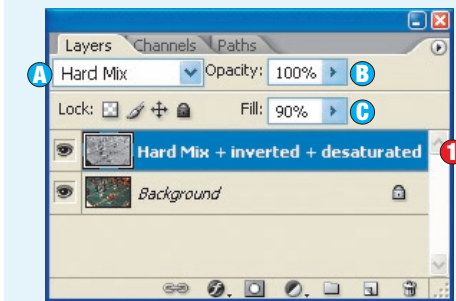 Layers Channels Paths
A Hard Mix Opacity: 100% B
Lock: Fill: 90% C
Hard Mix + inverted + desaturated 1
Background